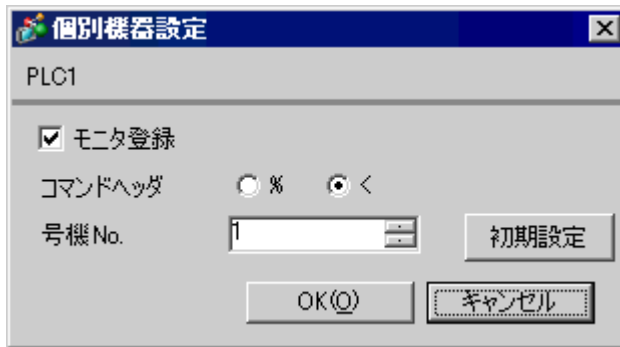 個別機器設定
PLC1
モニタ登録
コマンドヘッダ % <
号機No. 1 初期設定
OK(O) キャンセル